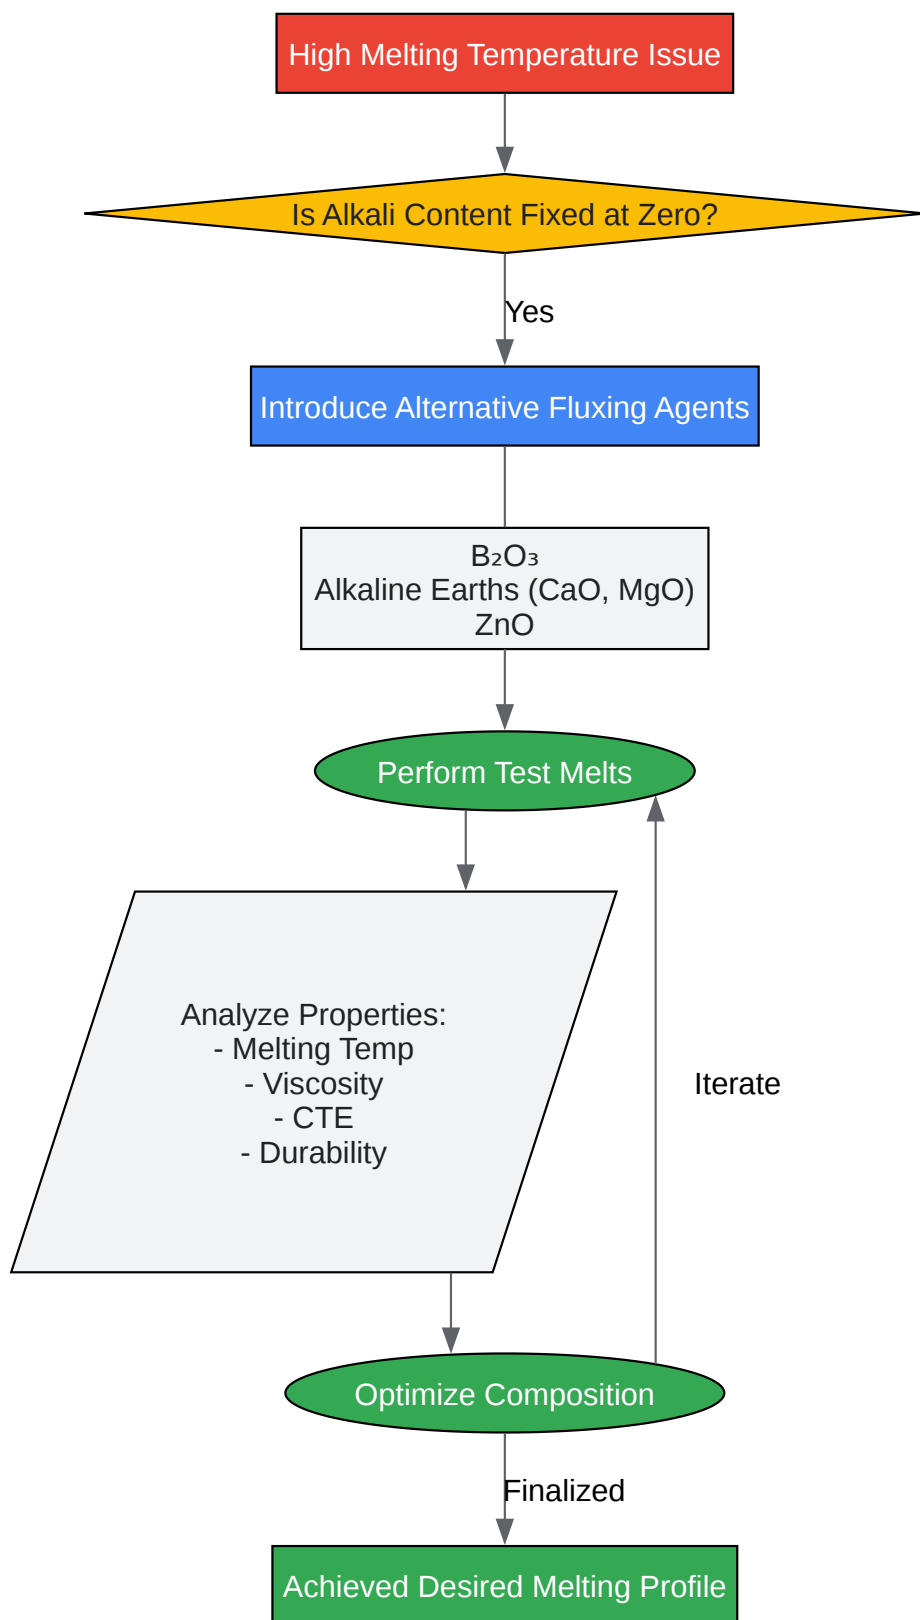 High Melting Temperature Issue
Is Alkali Content Fixed at Zero?
Yes
Introduce Alternative Fluxing Agents
B₂O₃
Alkaline Earths (CaO, MgO)
ZnO
Perform Test Melts
Analyze Properties:
- Melting Temp
- Viscosity
- CTE
- Durability
Iterate
Optimize Composition
Finalized
Achieved Desired Melting Profile